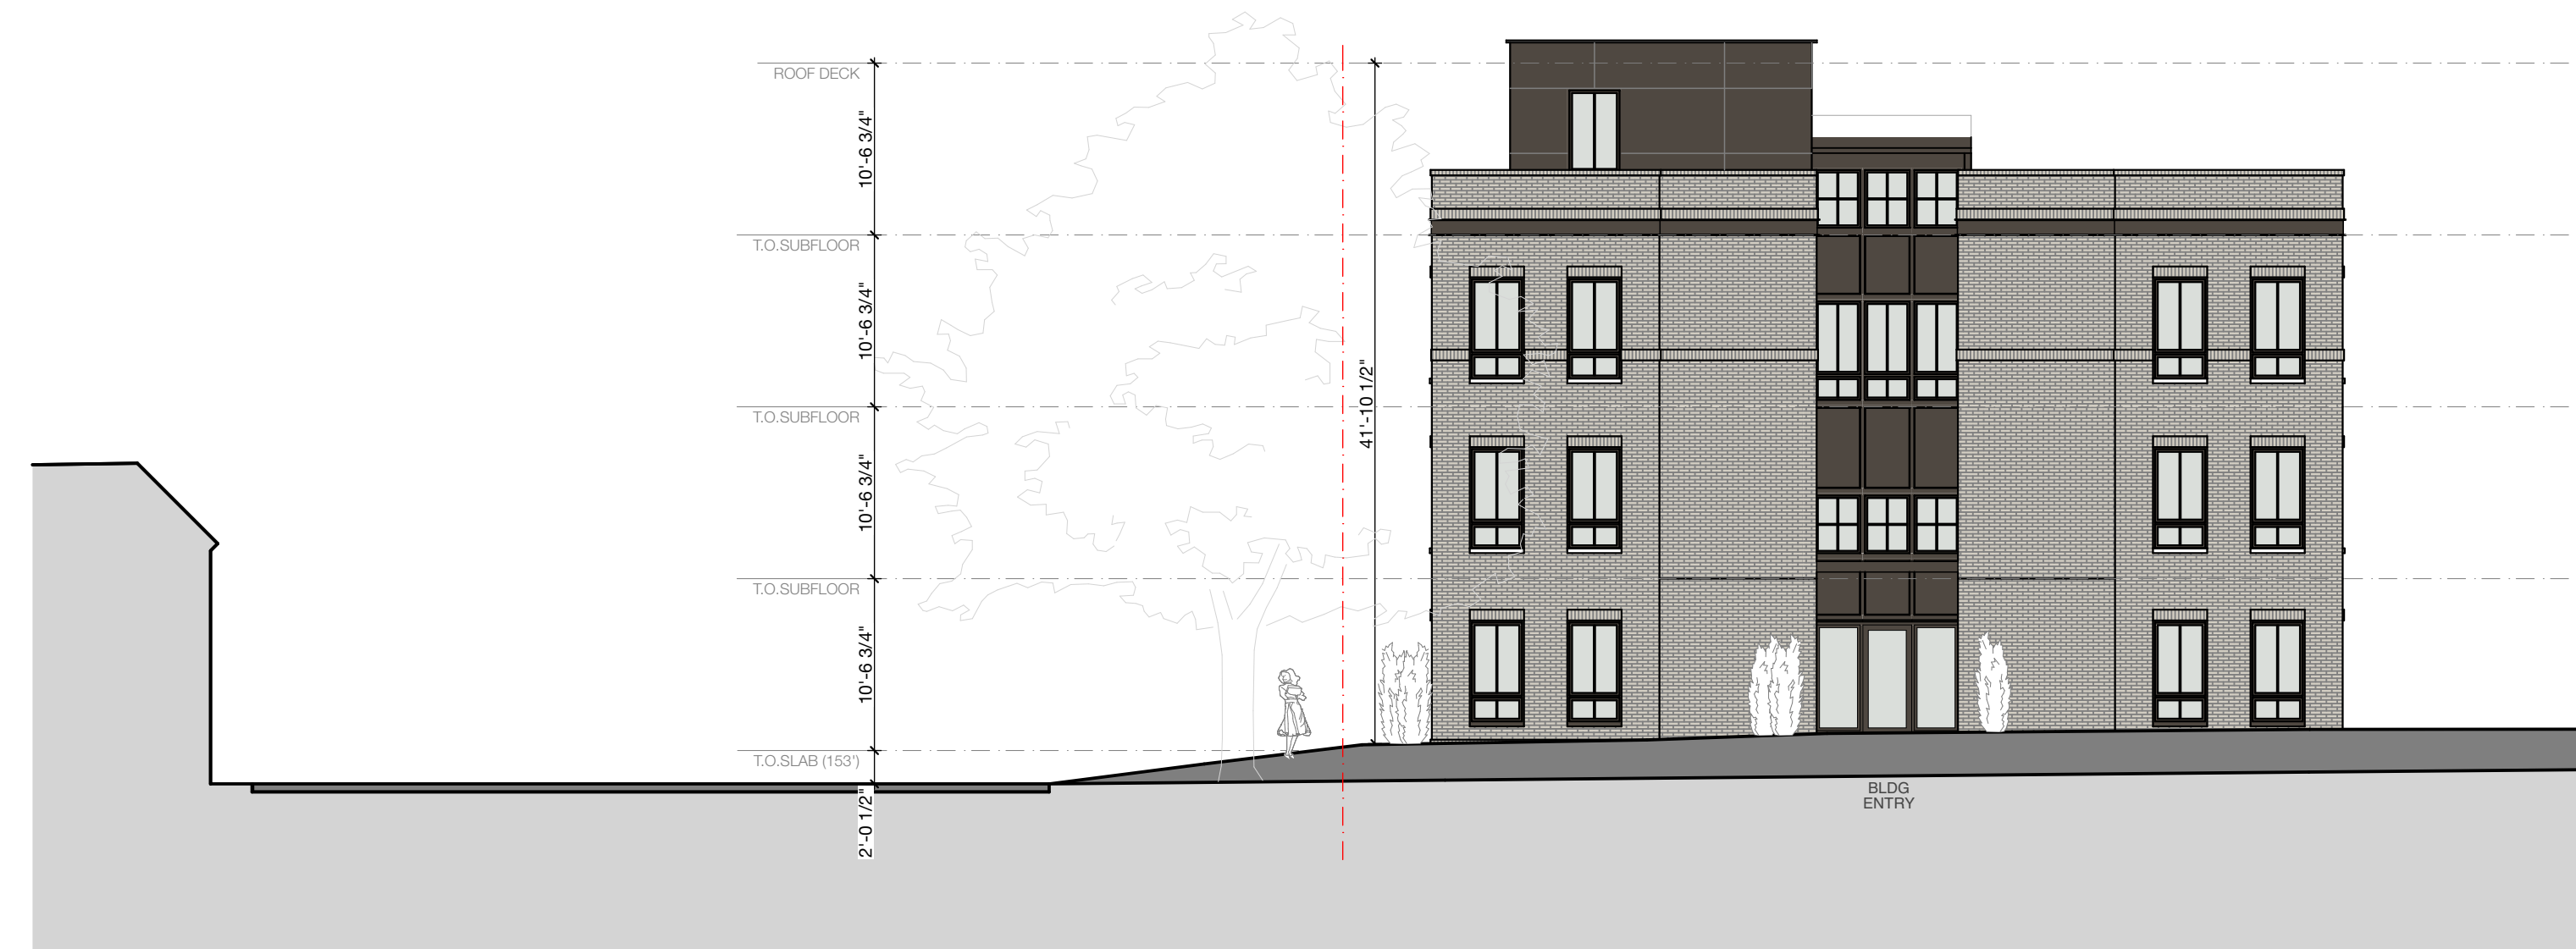 ROOF DECK
10'-6 3/4"
T.O.SUBFLOOR
10'-6 3/4"
41'-10 1/2"
T.O.SUBFLOOR
10'-6 3/4"
T.O.SUBFLOOR
10'-6 3/4"
T.O.SLAB (153')
2'-0 1/2"
BLDG
ENTRY